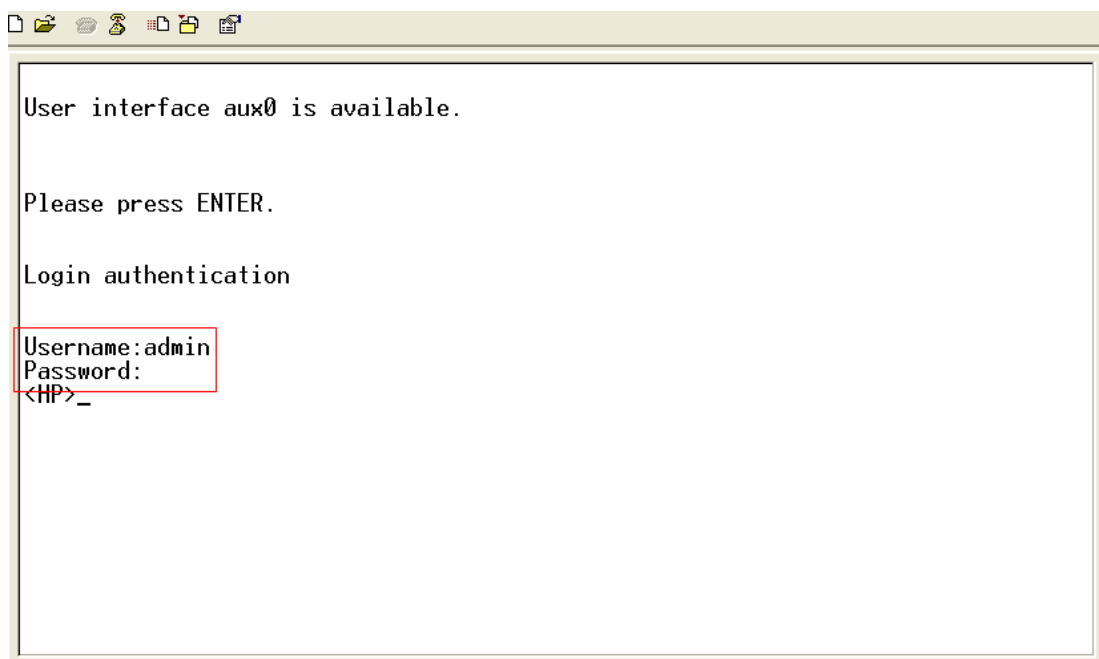 User interface aux0 is available.
Please press ENTER.
Login authentication
Username:admin
Password:
<HP>_